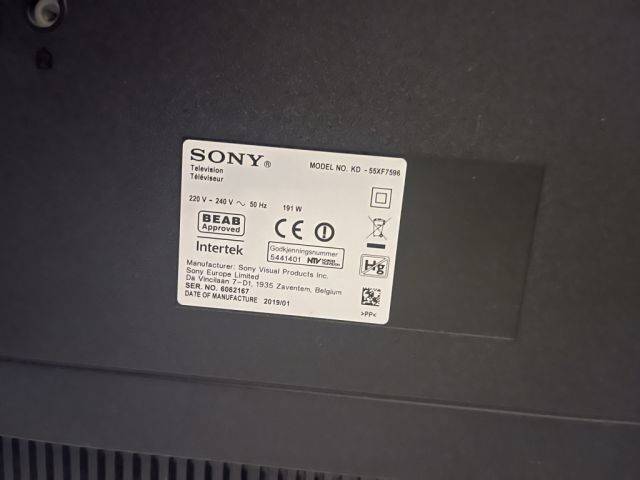 SONY®
MODEL NO. KD - 55XF7596
Television
Téléviseur
220 V - 240 V ~ 50 Hz 191 W
BEAB
Approved
Intertek
CE
Godkjenningsnummer
5441401 NTV
Hg
Manufacturer: Sony Visual Products Inc.
Sony Europe Limited
Da Vincilaan 7-D1, 1935 Zaventem, Belgium
SER. NO. 6062167
DATE OF MANUFACTURE 2019/01
>PP<